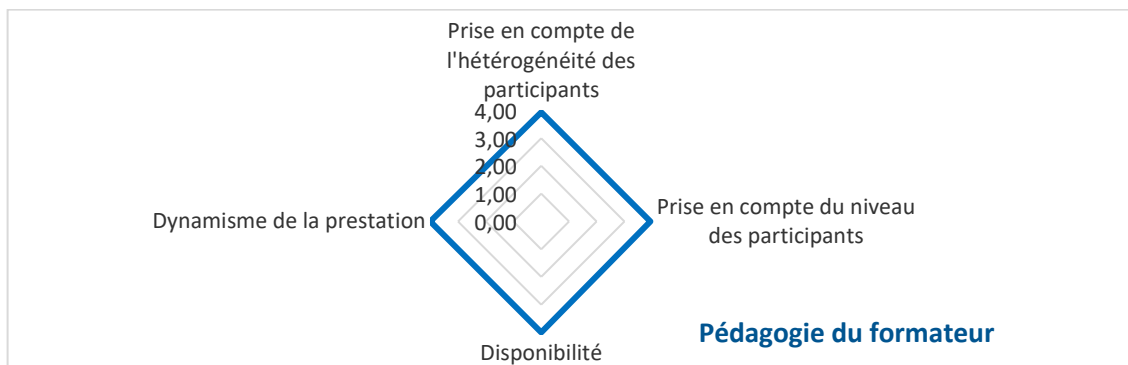 Prise en compte de
l'hétérogénéité des
participants
4,00
3,00
2,00
1,00
0,00
Dynamisme de la prestation
Prise en compte du niveau
des participants
Disponibilité
Pédagogie du formateur